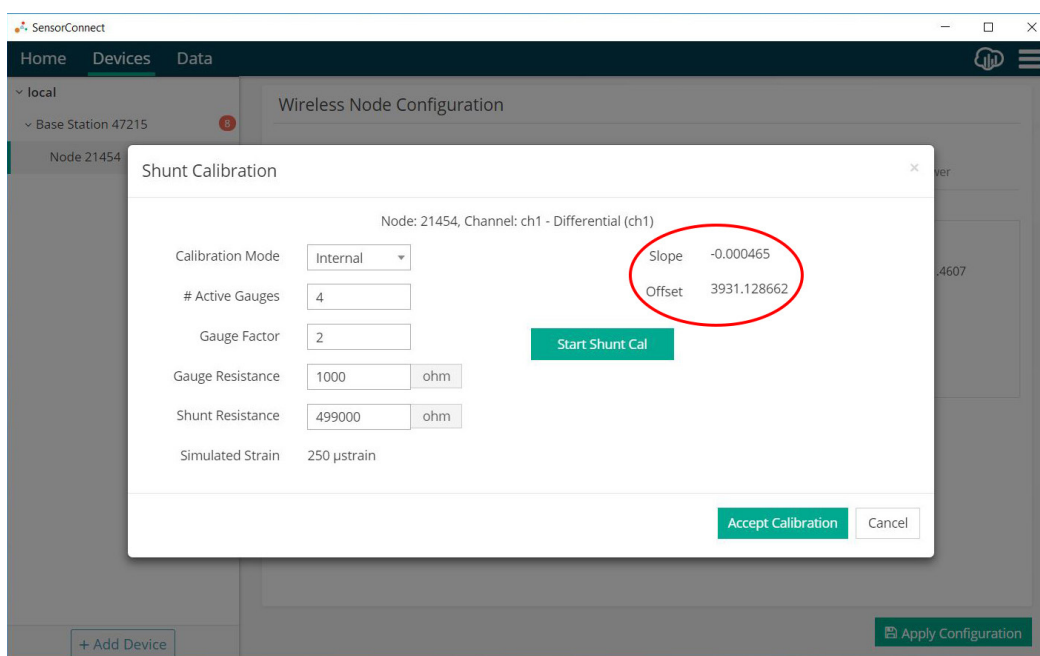 SensorConnect
Home Devices Data
local
Base Station 47215 8
Node 21454
Wireless Node Configuration
ver
.4607
Shunt Calibration
Node: 21454, Channel: ch1 - Differential (ch1)
Calibration Mode Internal
# Active Gauges 4
Gauge Factor 2
Gauge Resistance 1000 ohm
Shunt Resistance 499000 ohm
Simulated Strain 250 µstrain
Slope -0.000465
Offset 3931.128662
Start Shunt Cal
Accept Calibration Cancel
+ Add Device
Apply Configuration